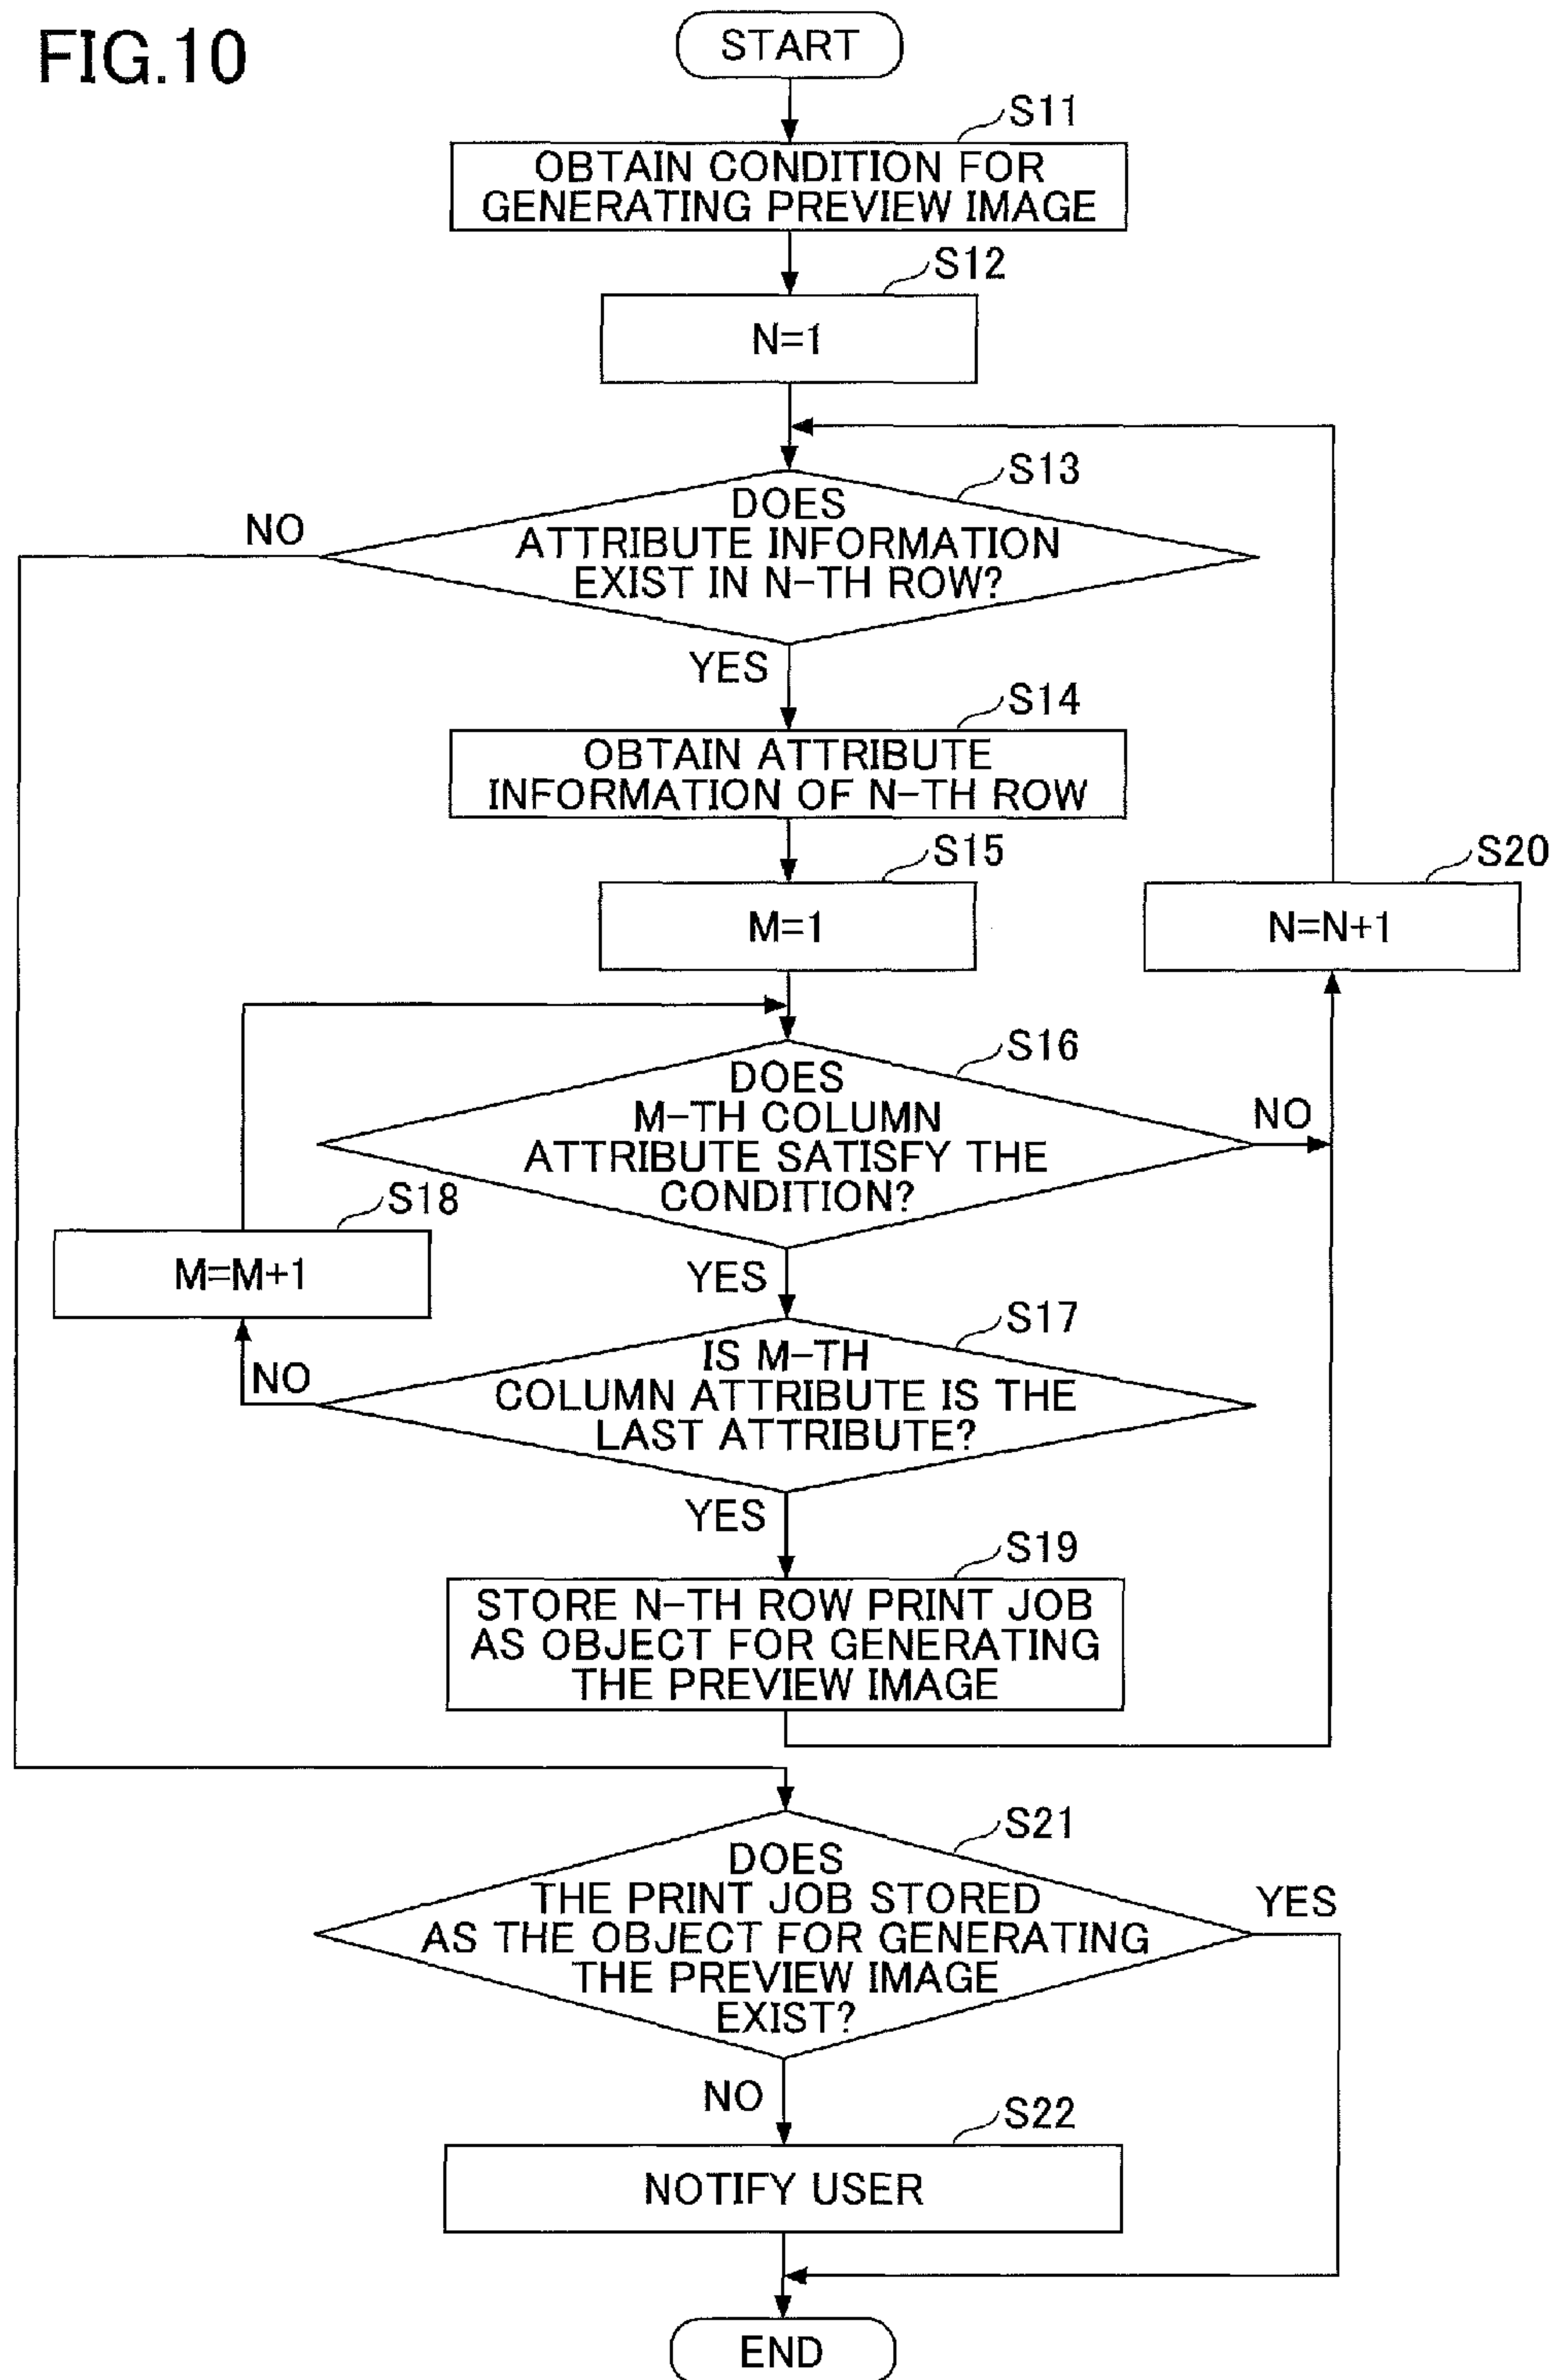 FIG.10
START
S11
OBTAIN CONDITION FOR
GENERATING PREVIEW IMAGE
S12
N=1
S13
DOES
ATTRIBUTE INFORMATION
EXIST IN N-TH ROW?
NO
YES
S14
OBTAIN ATTRIBUTE
INFORMATION OF N-TH ROW
S15
M=1
S20
N=N+1
S16
DOES
M-TH COLUMN
ATTRIBUTE SATISFY THE
CONDITION?
NO
S18
M=M+1
YES
S17
IS M-TH
COLUMN ATTRIBUTE IS THE
LAST ATTRIBUTE?
NO
YES
S19
STORE N-TH ROW PRINT JOB
AS OBJECT FOR GENERATING
THE PREVIEW IMAGE
S21
DOES
THE PRINT JOB STORED
AS THE OBJECT FOR GENERATING
THE PREVIEW IMAGE
EXIST?
YES
NO
S22
NOTIFY USER
END